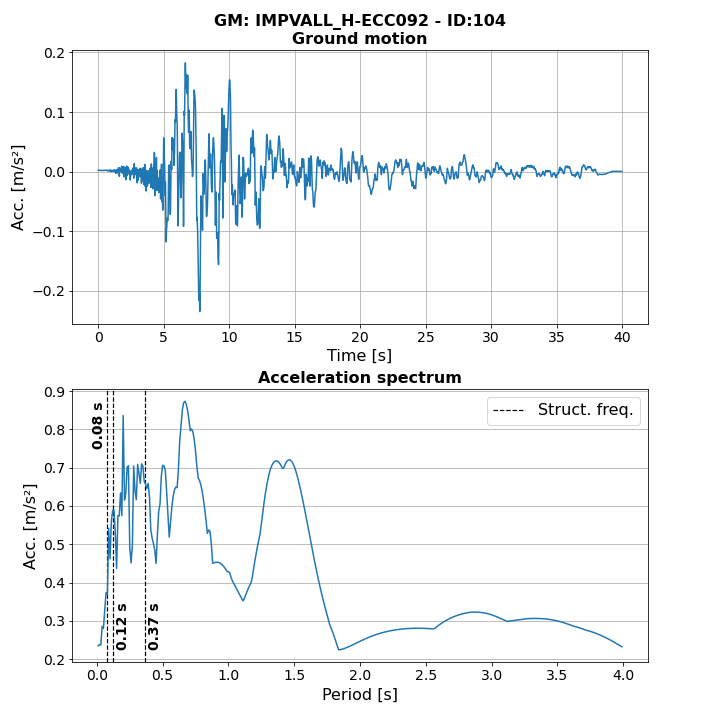 GM: IMPVALL_H-ECC092 - ID:104
Ground motion
0.2
0.1
0.0
−0.1
−0.2
Acc. [m/s²]
0 5 10 15 20 25 30 35 40
Time [s]
Acceleration spectrum
0.9
0.8
0.7
0.6
0.5
0.4
0.3
0.2
Acc. [m/s²]
0.08 s
0.12 s
0.37 s
Struct. freq.
0.0 0.5 1.0 1.5 2.0 2.5 3.0 3.5 4.0
Period [s]